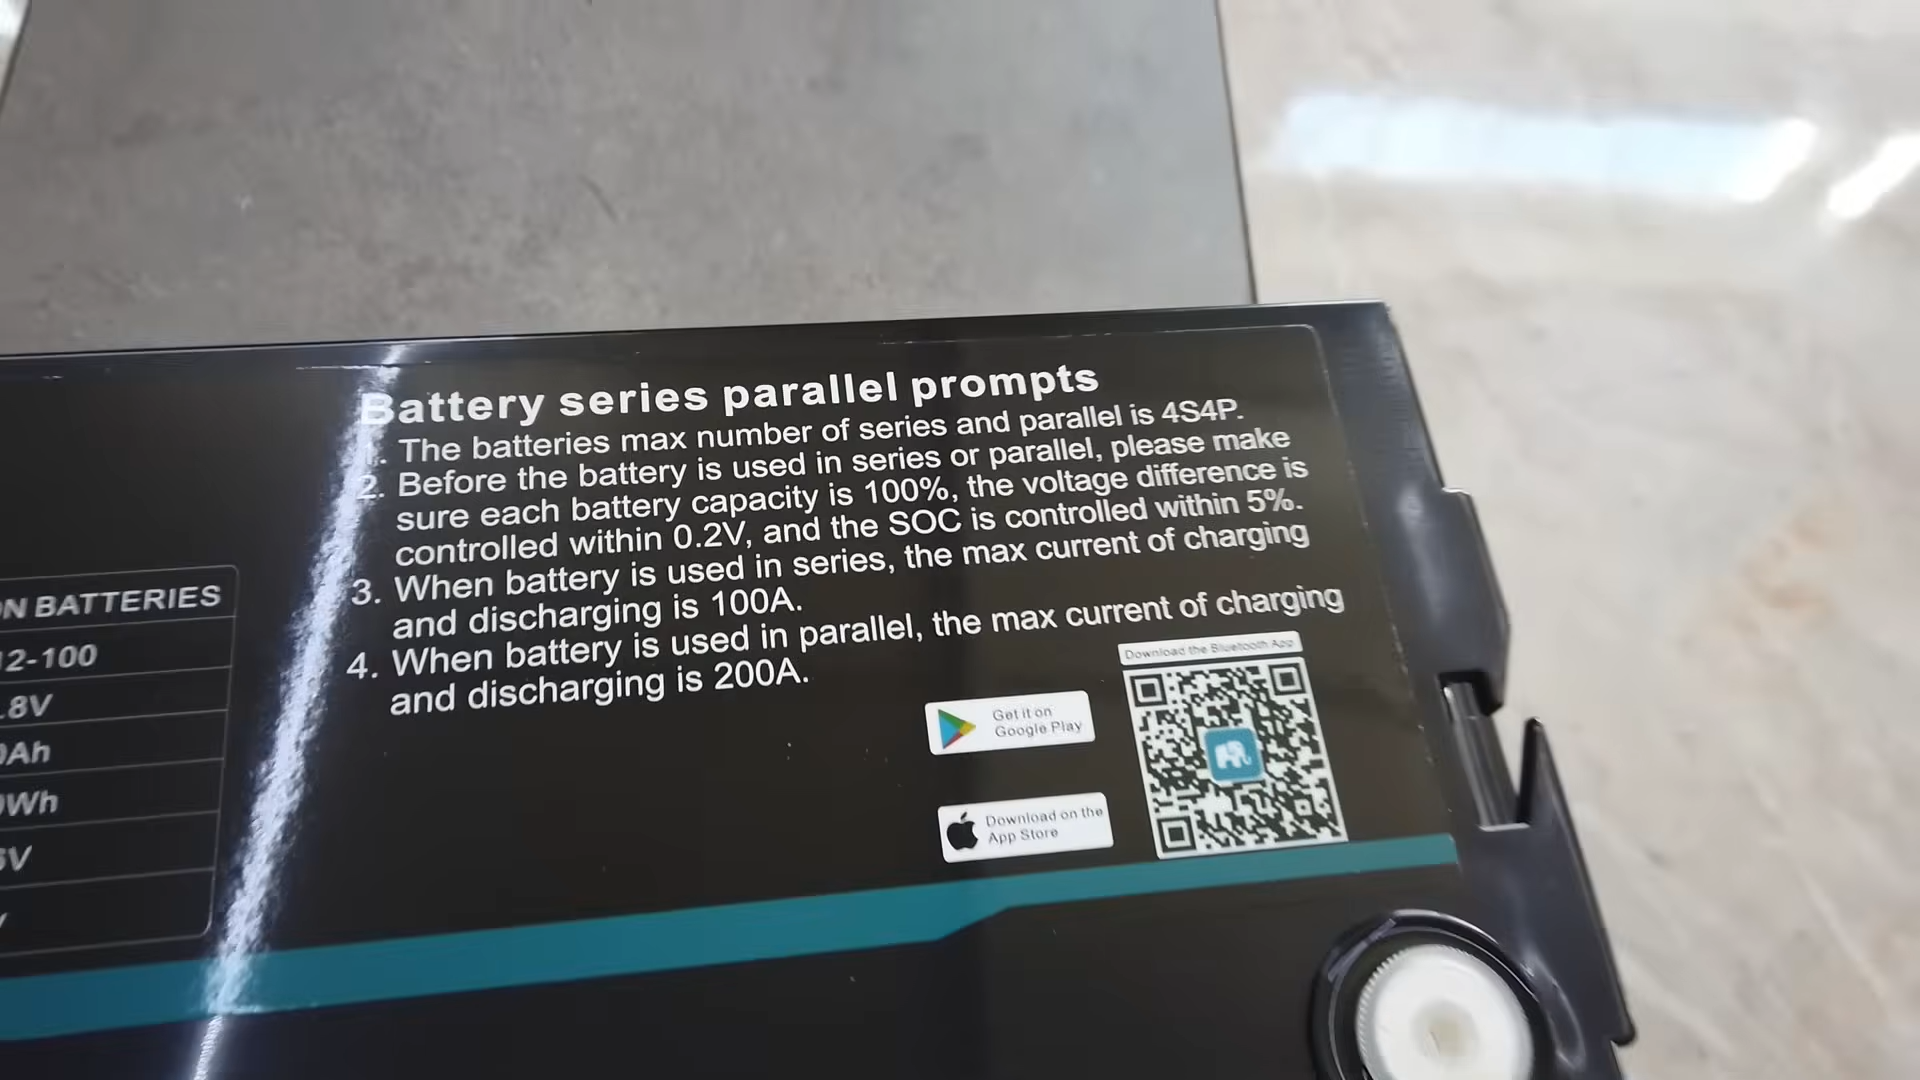 Battery series parallel prompts
1. The batteries max number of series and parallel is 4S4P.
2. Before the battery is used in series or parallel, please make
sure each battery capacity is 100%, the voltage difference is
controlled within 0.2V, and the SOC is controlled within 5%.
3. When battery is used in series, the max current of charging
and discharging is 100A.
4. When battery is used in parallel, the max current of charging
and discharging is 200A.
Download the Bluetooth App
Get it on
Google Play
Download on the
App Store
N BATTERIES
12-100
.8V
0Ah
0Wh
6V